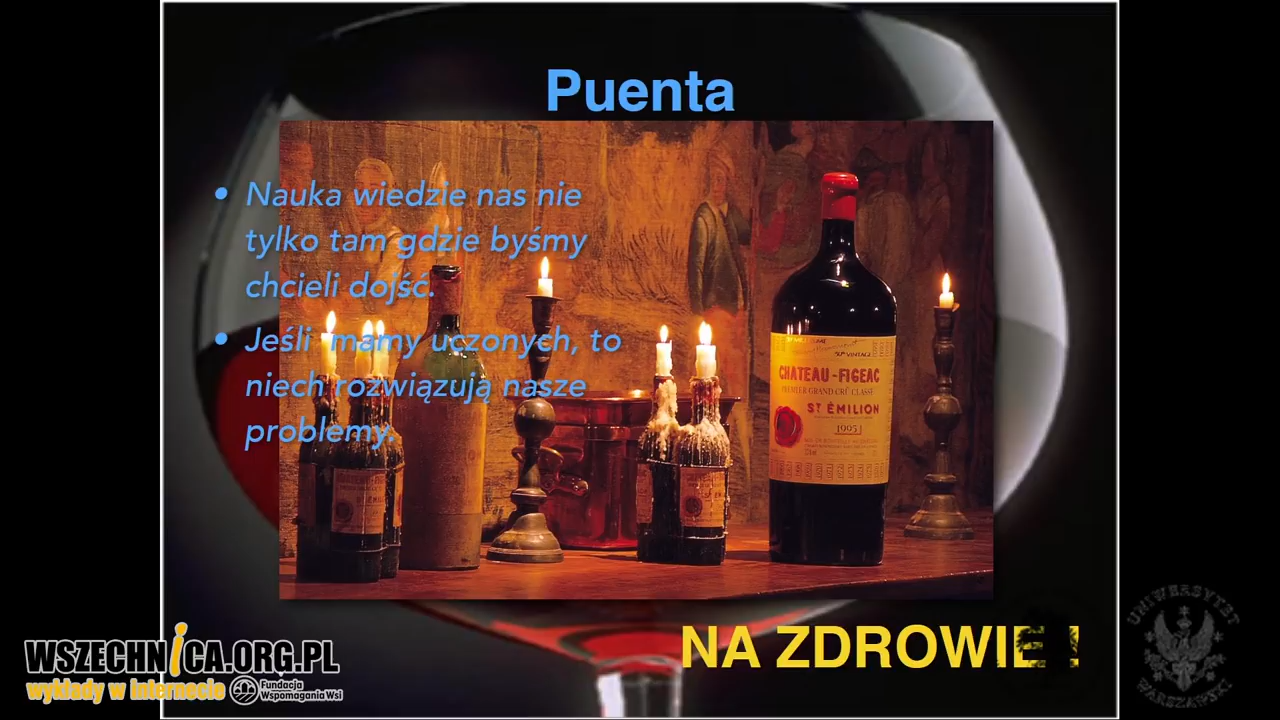 Puenta
• Nauka wiedzie nas nie
tylko tam gdzie byśmy
chcieli dojść.
• Jeśli mamy uczonych, to
niech rozwiązują nasze
problemy.
CHATEAU-FIGEAC
PREMIER GRAND CRU CLASSÉ
ST ÉMILION
1995
NA ZDROWIE !
WSZECHNICA.ORG.PL
wykłady w internecie
Fundacja
Wspomagania Wsi
UNIWERSYTET
WARSZAWSKI